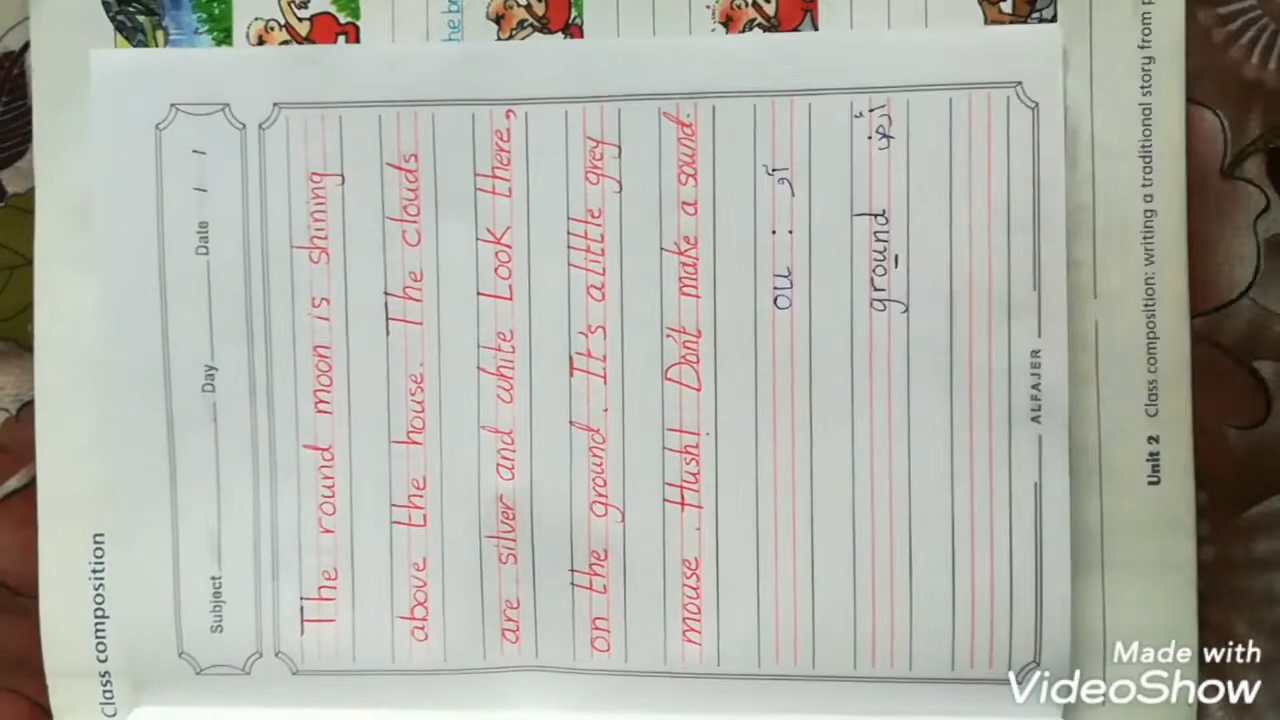 Class composition
Subject Day Date / /
The round moon is shining
above the house. The clouds
are silver and white Look there,
on the ground. It's a little grey
mouse. Hush! Don't make a sound.
ou : آو
ground أرض
ALFAJER
Unit 2 Class composition: writing a traditional story from p
he br
Made with
VideoShow